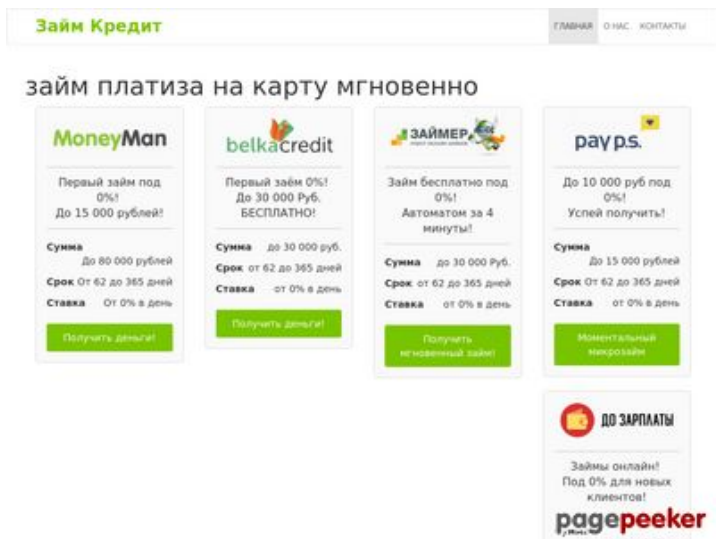 Займ Кредит
ГЛАВНАЯ О НАС. КОНТАКТЫ
займ платиза на карту мгновенно
MoneyMan
Первый займ под
0%!
До 15 000 рублей!
Сумма
До 80 000 рублей
Срок От 62 до 365 дней
Ставка От 0% в день
Получить деньги!
belkacredit
Первый заём 0%!
До 30 000 Руб.
БЕСПЛАТНО!
Сумма до 30 000 руб.
Срок от 62 до 365 дней
Ставка от 0% в день
Получить деньги!
ЗАЙМЕР
Займ бесплатно под
0%!
Автоматом за 4
минуты!
Сумма до 30 000 Руб.
Срок от 62 до 365 дней
Ставка от 0% в день
Получить
мгновенный займ!
pay p.s.
До 10 000 руб под
0%!
Успей получить!
Сумма
До 15 000 рублей
Срок От 62 до 365 дней
Ставка от 0% в день
Моментальный
микрозайм
ДО ЗАРПЛАТЫ
Займы онлайн!
Под 0% для новых
клиентов!
pagepeeker